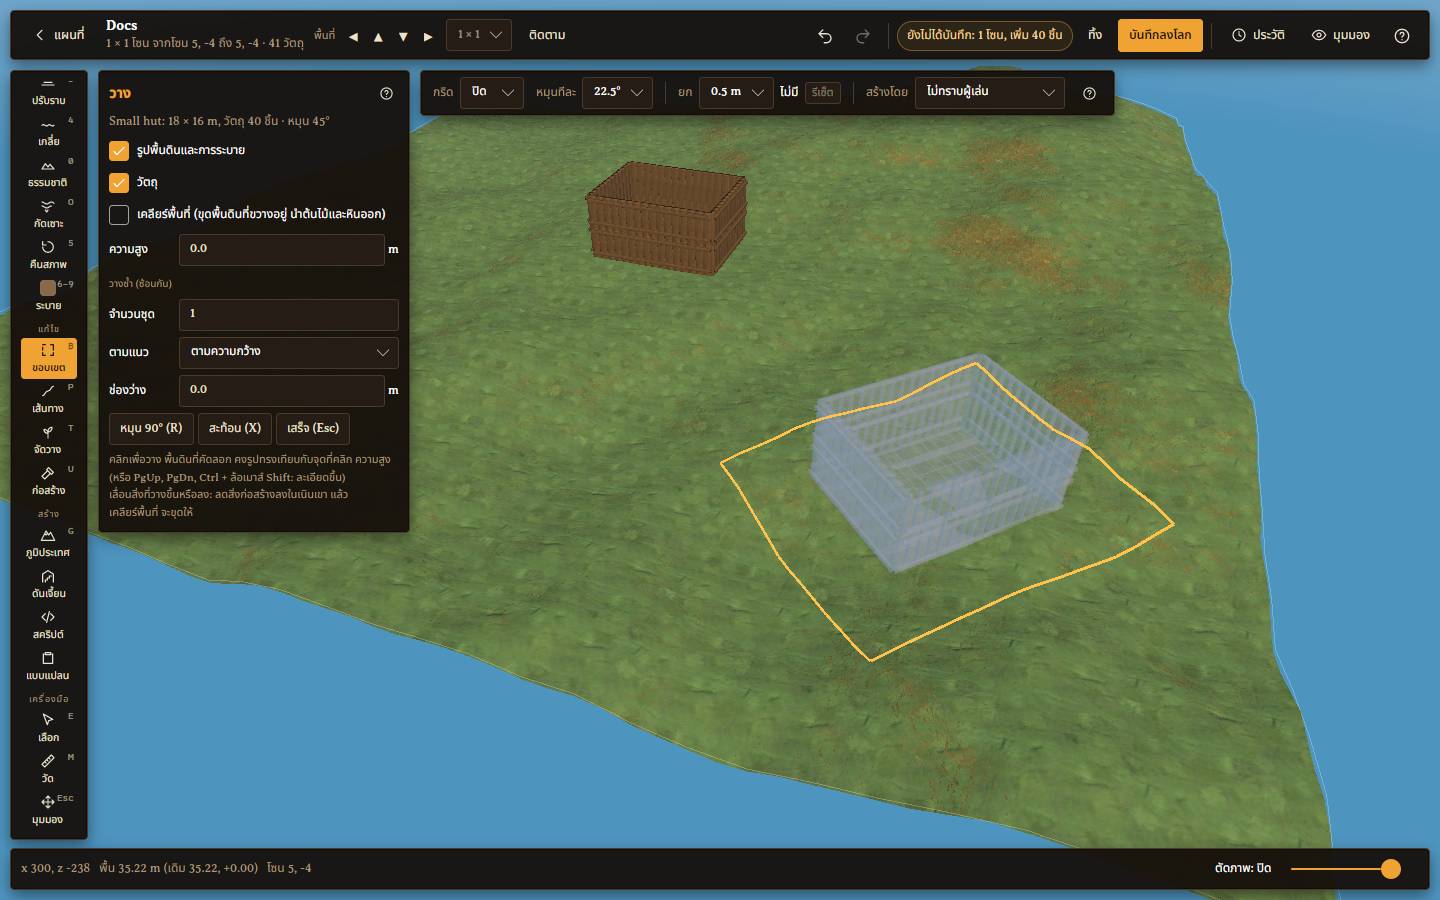 แผนที่
Docs
1 × 1 โซน จากโซน 5, -4 ถึง 5, -4 · 41 วัตถุ
พื้นที่
1 × 1
ติดตาม
ยังไม่ได้บันทึก: 1 โซน, เพิ่ม 40 ชิ้น
ทิ้ง
บันทึกลงโลก
ประวัติ
มุมมอง
ปรับราบ
4
เกลี่ย
0
ธรรมชาติ
O
กัดเซาะ
5
คืนสภาพ
6–9
ระบาย
แก้ไข
B
ขอบเขต
P
เส้นทาง
T
จัดวาง
U
ก่อสร้าง
สร้าง
G
ภูมิประเทศ
ดันเจี้ยน
สคริปต์
แบบแปลน
เครื่องมือ
E
เลือก
M
วัด
Esc
มุมมอง
วาง
Small hut: 18 × 16 m, วัตถุ 40 ชิ้น · หมุน 45°
รูปพื้นดินและการระบาย
วัตถุ
เคลียร์พื้นที่ (ขุดพื้นดินที่ขวางอยู่ นำต้นไม้และหินออก)
ความสูง 0.0 m
วางซ้ำ (ซ้อนกัน)
จำนวนชุด 1
ตามแนว ตามความกว้าง
ช่องว่าง 0.0 m
หมุน 90° (R) สะท้อน (X) เสร็จ (Esc)
คลิกเพื่อวาง พื้นดินที่คัดลอก คงรูปทรงเทียบกับจุดที่คลิก ความสูง
(หรือ PgUp, PgDn, Ctrl + ล้อเมาส์ Shift: ละเอียดขึ้น)
เลื่อนสิ่งที่วางขึ้นหรือลง: ลดสิ่งก่อสร้างลงในเนินเขา แล้ว
เคลียร์พื้นที่ จะขุดให้
กริด ปิด หมุนทีละ 22.5° ยก 0.5 m ไม่มี รีเซ็ต สร้างโดย ไม่ทราบผู้เล่น
x 300, z -238 พื้น 35.22 m (เดิม 35.22, +0.00) โซน 5, -4
ตัดภาพ: ปิด